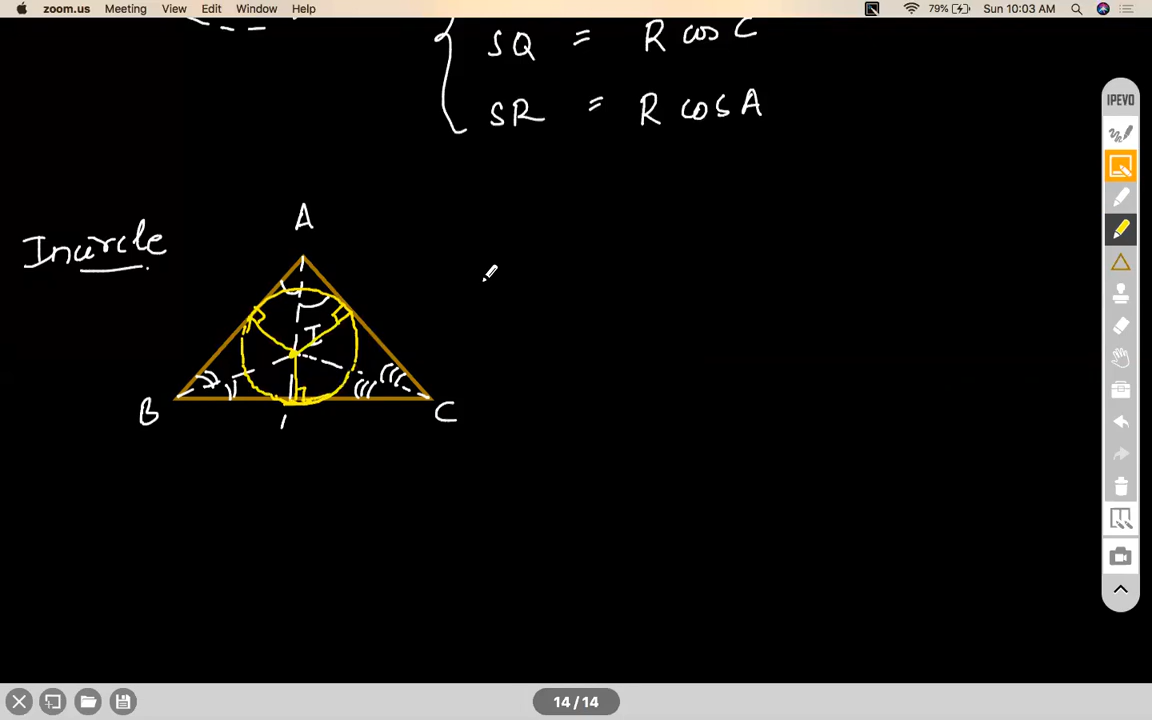 zoom.us Meeting View Edit Window Help 79% Sun 10:03 AM
SQ = R cos C
SR = R cos A
IPEVO
A
Incircle
I
B
C
14/14